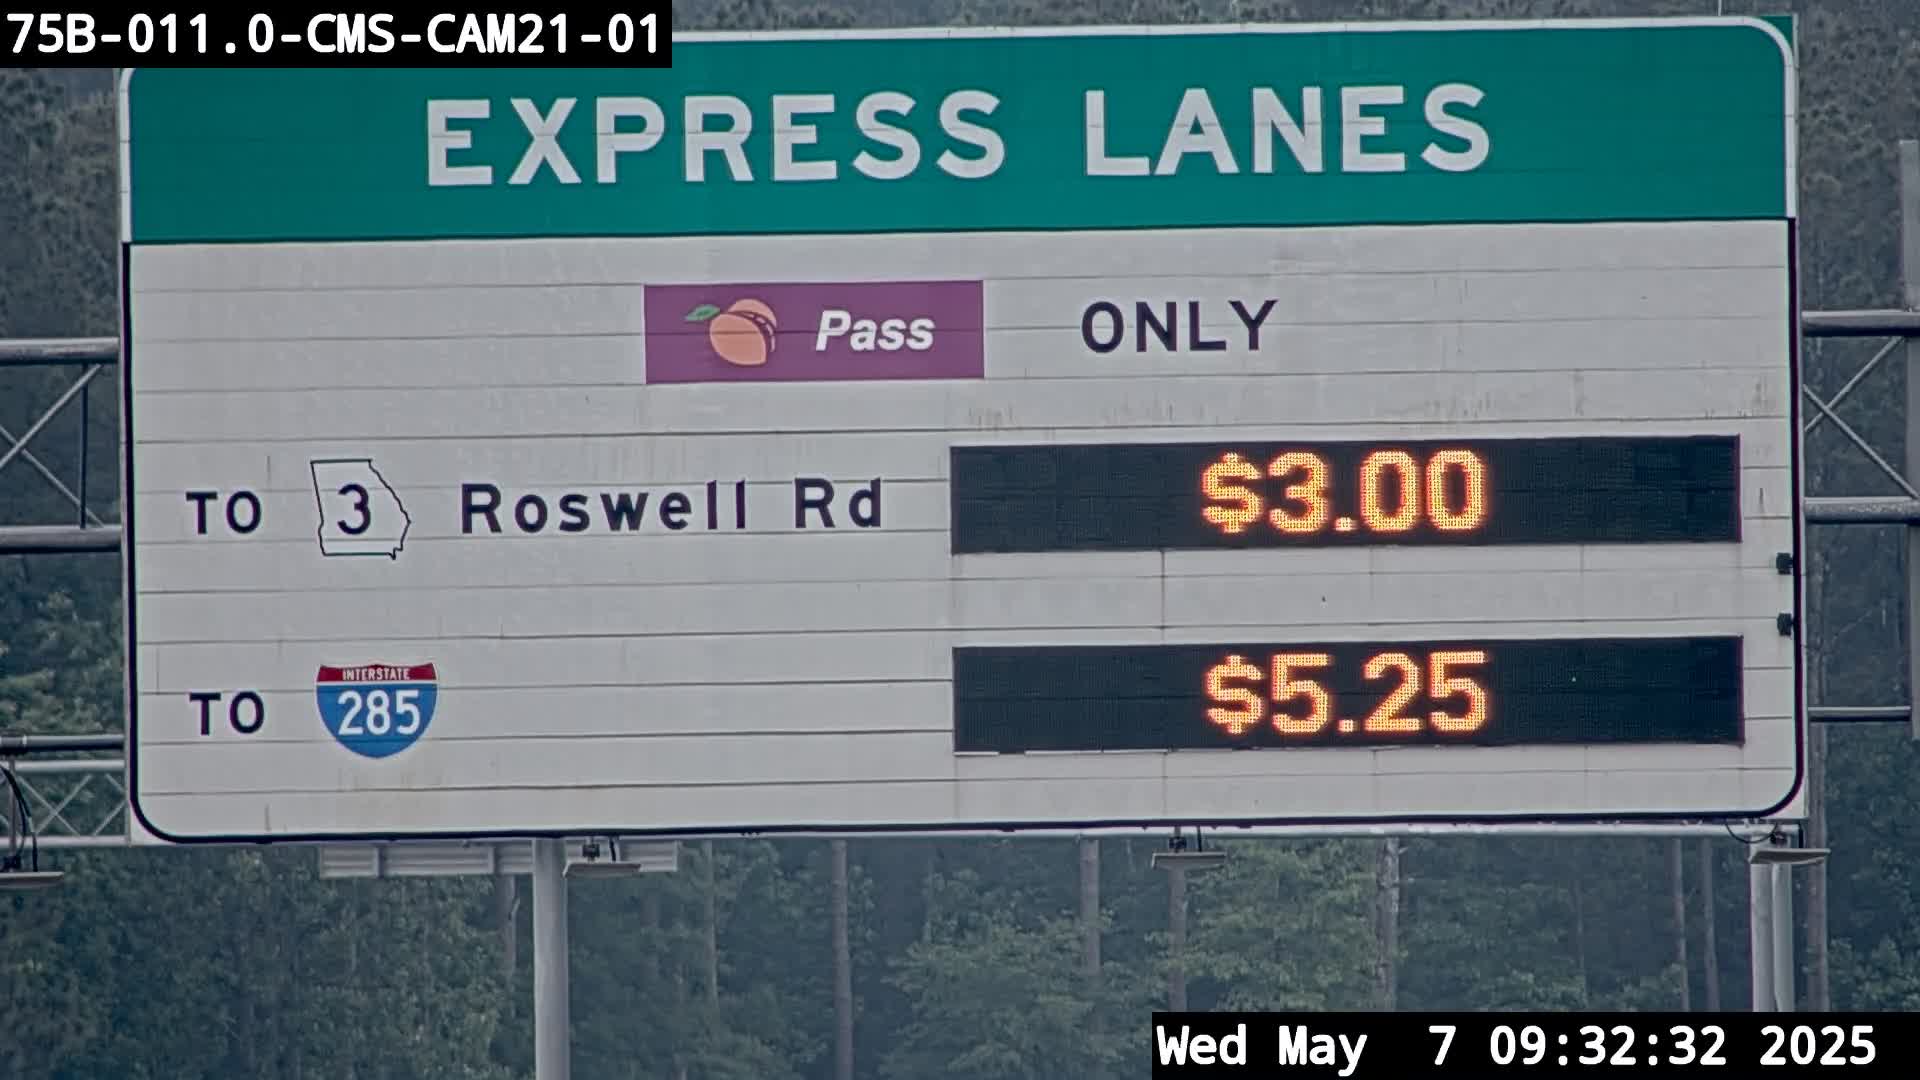 75B-011.0-CMS-CAM21-01
EXPRESS LANES
Pass ONLY
TO 3 Roswell Rd $3.00
INTERSTATE
TO 285 $5.25
Wed May 7 09:32:32 2025